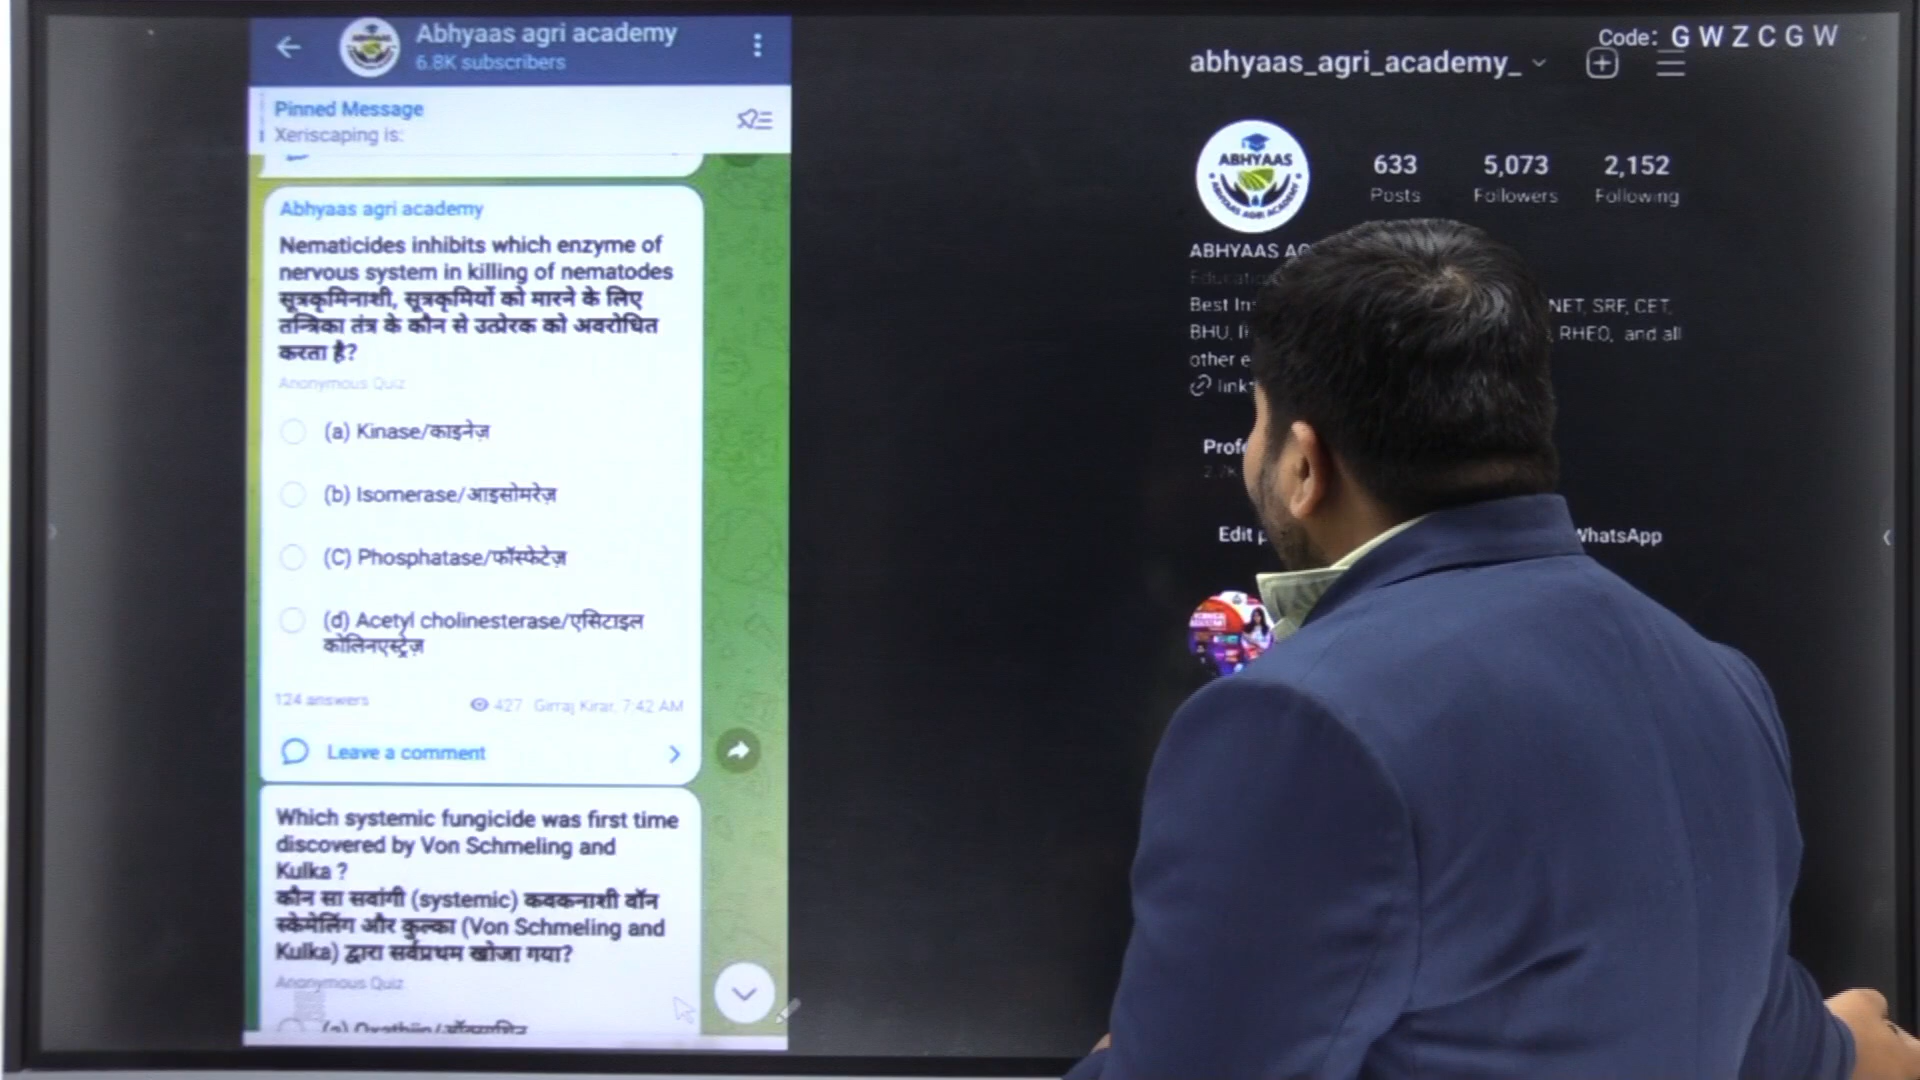 Abhyaas agri academy
6.8K subscribers
Pinned Message
Xeriscaping is:
Abhyaas agri academy
Nematicides inhibits which enzyme of
nervous system in killing of nematodes
सूत्रकृमिनाशी, सूत्रकृमियों को मारने के लिए
तन्त्रिका तंत्र के कौन से उत्प्रेरक को अवरोधित
करता है?
Anonymous Quiz
(a) Kinase/काइनेज़
(b) Isomerase/आइसोमरेज़
(C) Phosphatase/फॉस्फेटेज़
(d) Acetyl cholinesterase/एसिटाइल
कोलिनएस्ट्रेज़
124 answers
427 Girraj Kirar, 7:42 AM
Leave a comment
Which systemic fungicide was first time
discovered by Von Schmeling and
Kulka ?
कौन सा सवांगी (systemic) कवकनाशी वॉन
स्केमेलिंग और कुल्का (Von Schmeling and
Kulka) द्वारा सर्वप्रथम खोजा गया?
Anonymous Quiz
(a) Oxathiin/ऑक्साथिन
Code: G W Z C G W
abhyaas_agri_academy_
ABHYAAS
ABHYAAS AGRI ACADEMY
633 5,073 2,152
Posts Followers Following
ABHYAAS
Best NET, SRF, CET,
BHU, RHEO, and all
other
Edit WhatsApp